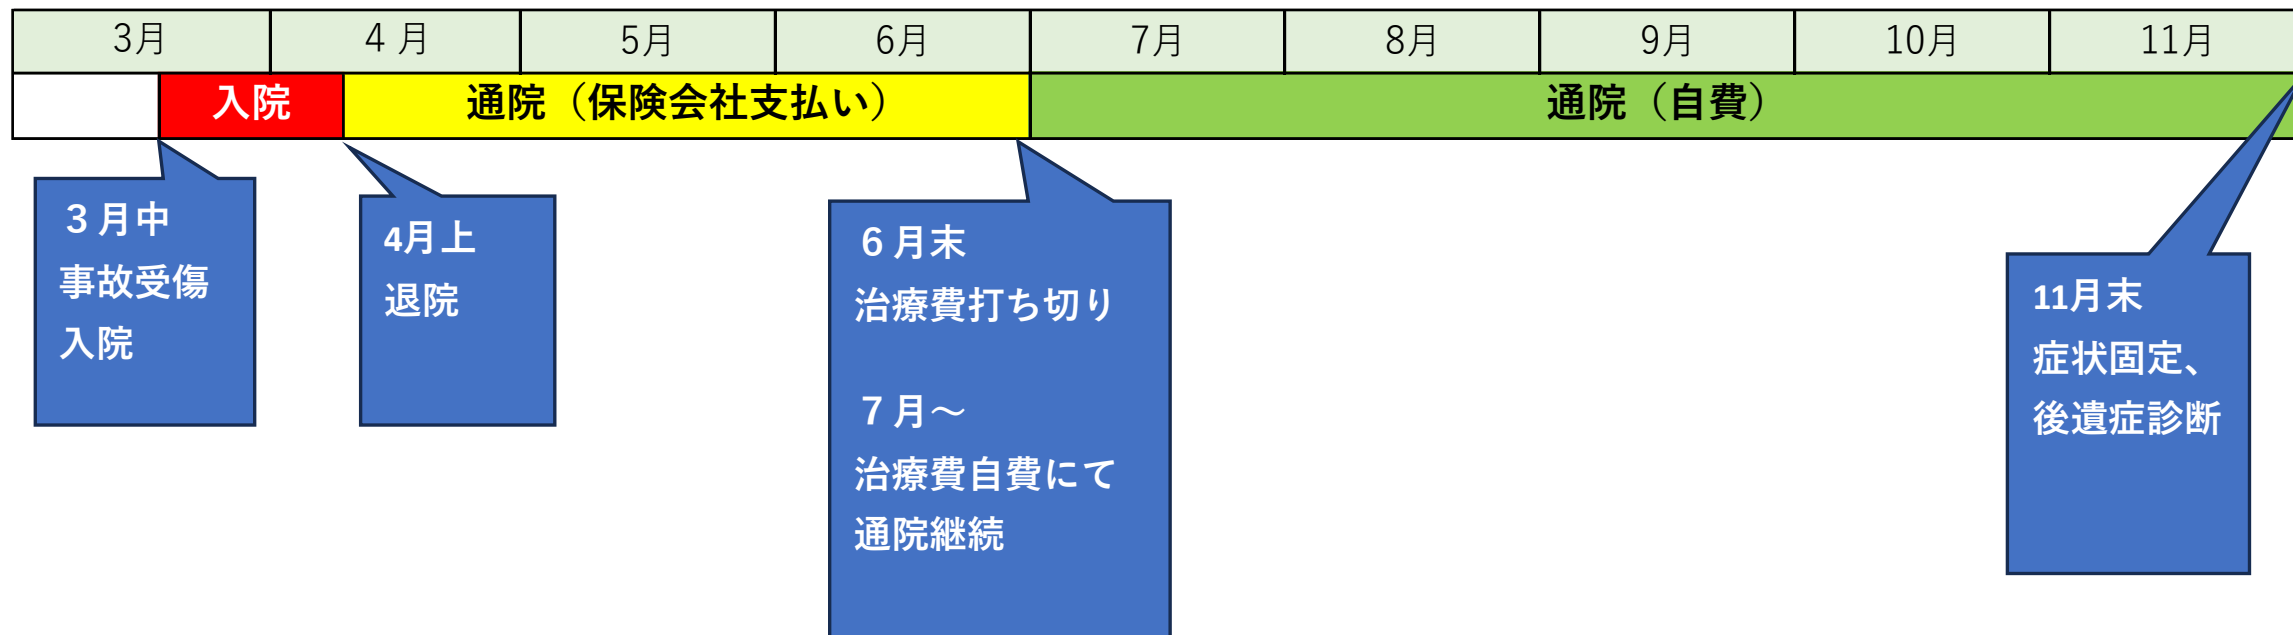 3月 4月 5月 6月 7月 8月 9月 10月 11月
入院 通院（保険会社支払い） 通院（自費）
３月中
事故受傷
入院
4月上
退院
６月末
治療費打ち切り
７月～
治療費自費にて
通院継続
11月末
症状固定、
後遺症診断